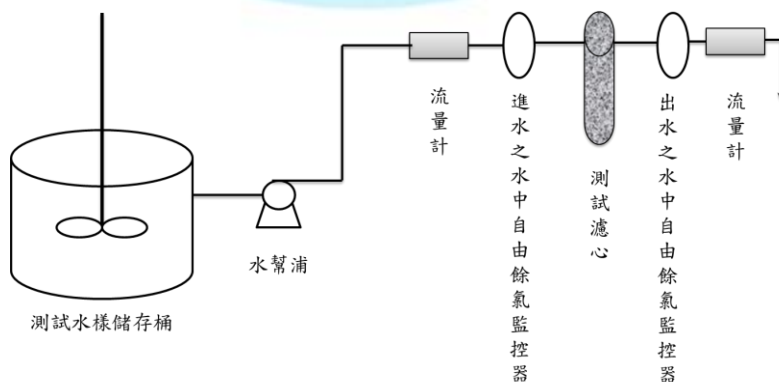 流量計
進水之水中自由餘氯監控器
測試濾心
出水之水中自由餘氯監控器
流量計
水幫浦
測試水樣儲存桶